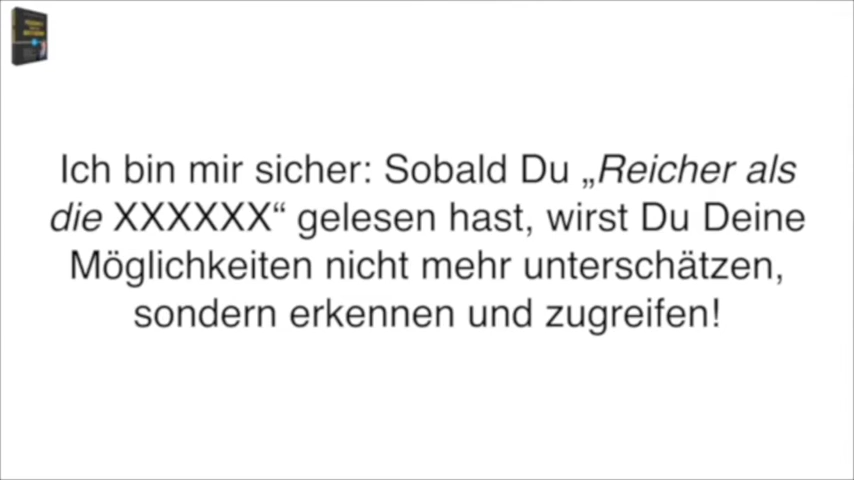 Ich bin mir sicher: Sobald Du „Reicher als
die XXXXXX“ gelesen hast, wirst Du Deine
Möglichkeiten nicht mehr unterschätzen,
sondern erkennen und zugreifen!